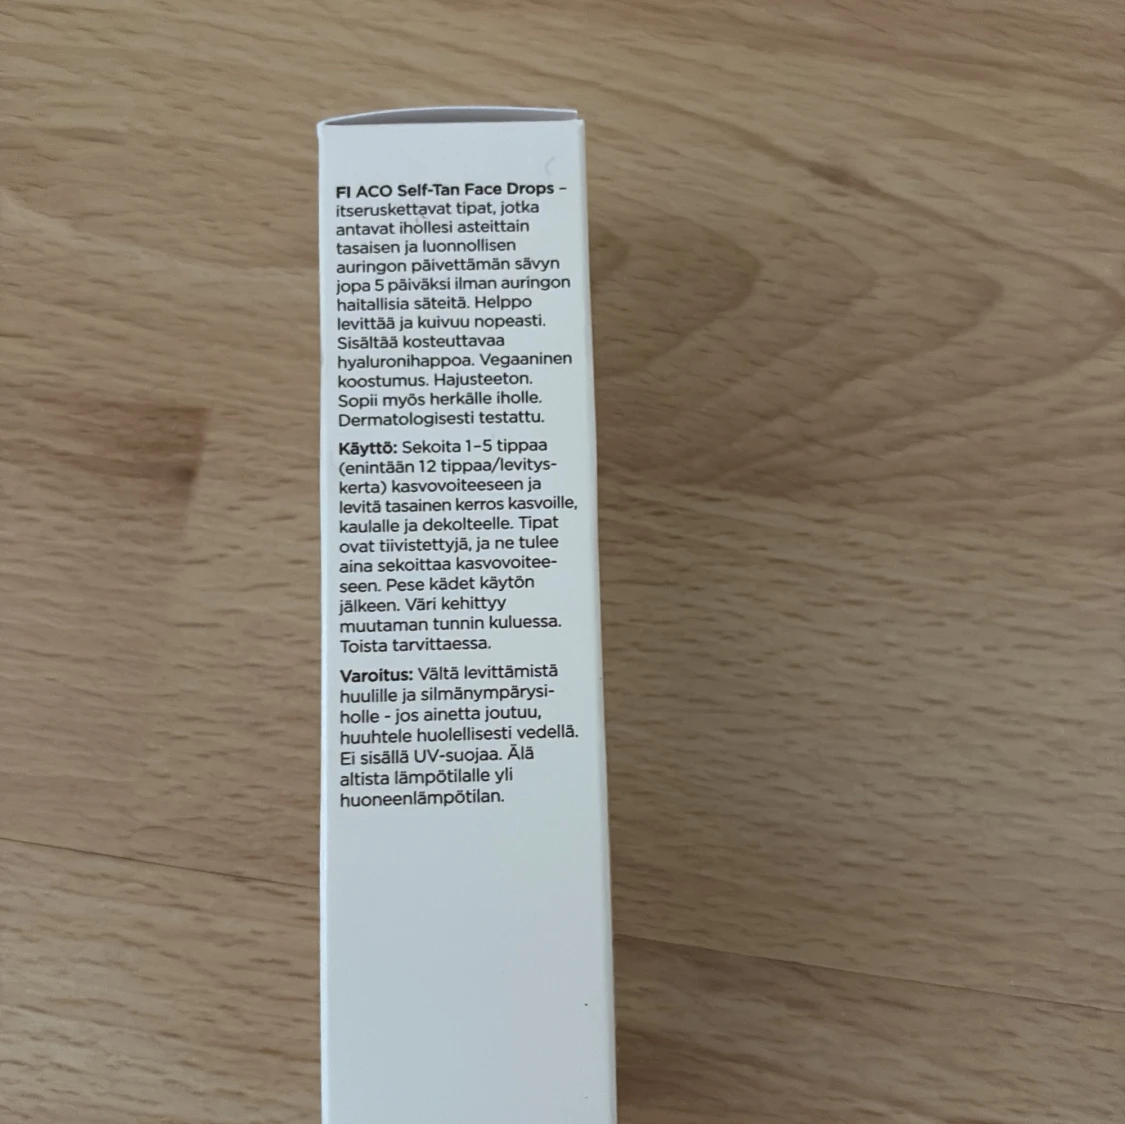 FI ACO Self-Tan Face Drops –
itseruskettavat tipat, jotka
antavat ihollesi asteittain
tasaisen ja luonnollisen
auringon päivettämän sävyn
jopa 5 päiväksi ilman auringon
haitallisia säteitä. Helppo
levittää ja kuivuu nopeasti.
Sisältää kosteuttavaa
hyaluronihappoa. Vegaaninen
koostumus. Hajusteeton.
Sopii myös herkälle iholle.
Dermatologisesti testattu.
Käyttö: Sekoita 1–5 tippaa
(enintään 12 tippaa/levitys-
kerta) kasvovoiteeseen ja
levitä tasainen kerros kasvoille,
kaulalle ja dekolteelle. Tipat
ovat tiivistettyjä, ja ne tulee
aina sekoittaa kasvovoitee-
seen. Pese kädet käytön
jälkeen. Väri kehittyy
muutaman tunnin kuluessa.
Toista tarvittaessa.
Varoitus: Vältä levittämistä
huulille ja silmänympärysi-
holle - jos ainetta joutuu,
huuhtele huolellisesti vedellä.
Ei sisällä UV-suojaa. Älä
altista lämpötilalle yli
huoneenlämpötilan.